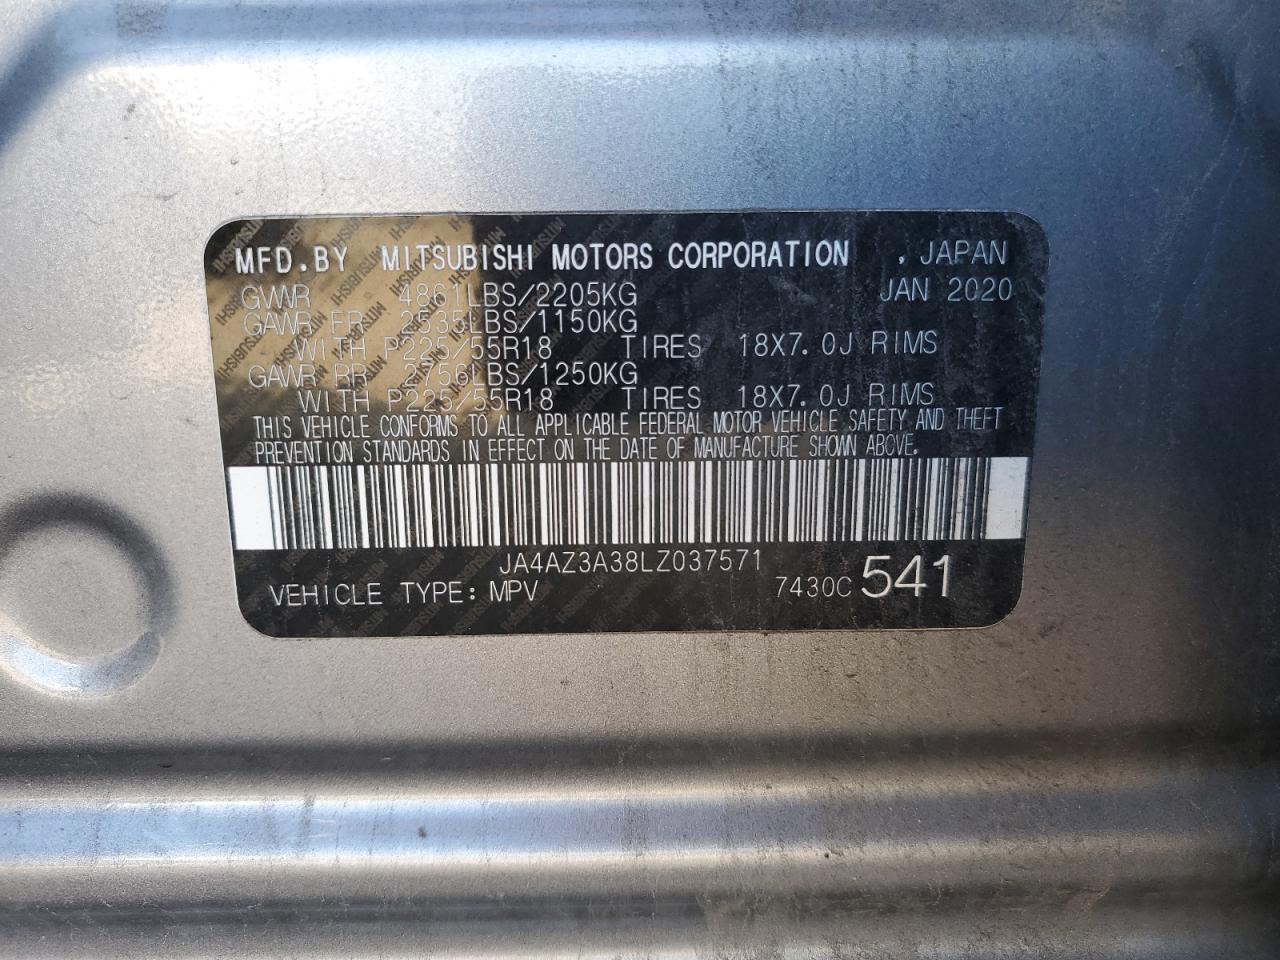 MFD.BY MITSUBISHI MOTORS CORPORATION , JAPAN
GVWR 4861LBS/2205KG JAN 2020
GAWR FR 2535LBS/1150KG
WITH P225/55R18 TIRES 18X7.0J RIMS
GAWR RR 2756LBS/1250KG
WITH P225/55R18 TIRES 18X7.0J RIMS
THIS VEHICLE CONFORMS TO ALL APPLICABLE FEDERAL MOTOR VEHICLE SAFETY AND THEFT
PREVENTION STANDARDS IN EFFECT ON THE DATE OF MANUFACTURE SHOWN ABOVE.
JA4AZ3A38LZ037571
VEHICLE TYPE: MPV 7430C 541